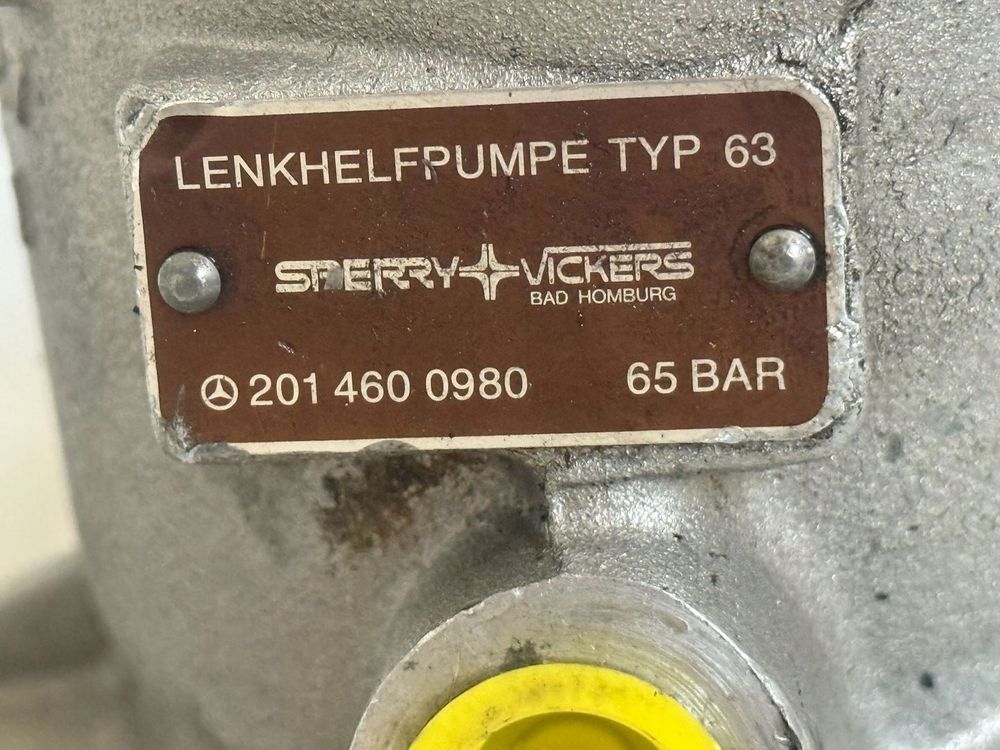 LENKHELFPUMPE TYP 63
SPERRY VICKERS
BAD HOMBURG
201 460 0980 65 BAR